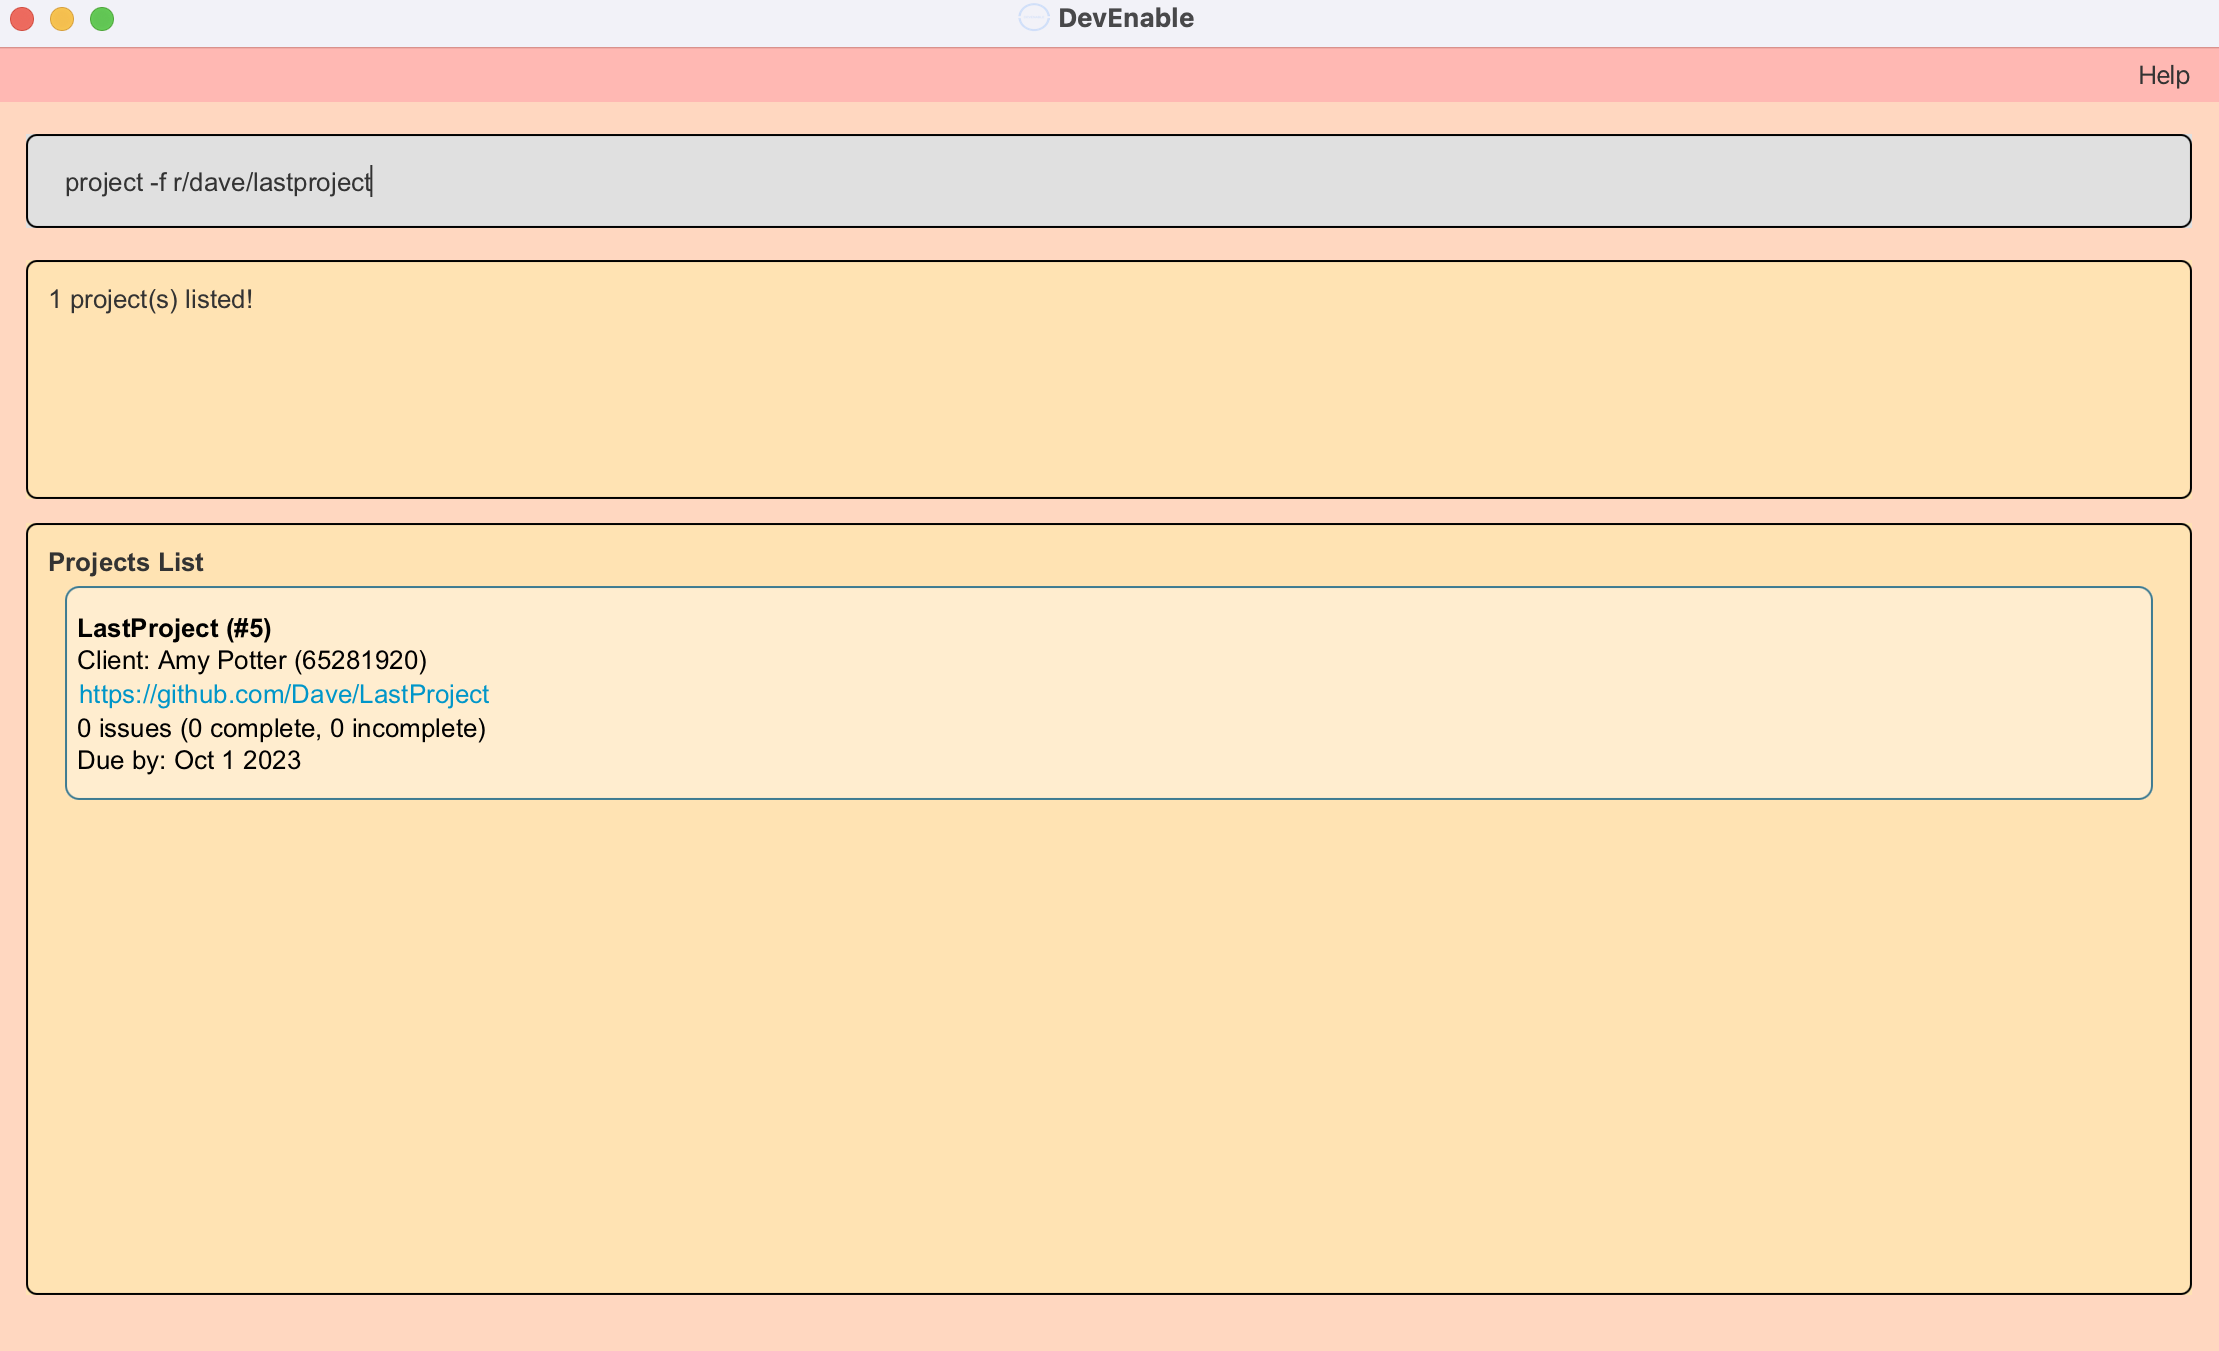 DevEnable
Help
project -f r/dave/lastproject
1 project(s) listed!
Projects List
LastProject (#5)
Client: Amy Potter (65281920)
https://github.com/Dave/LastProject
0 issues (0 complete, 0 incomplete)
Due by: Oct 1 2023